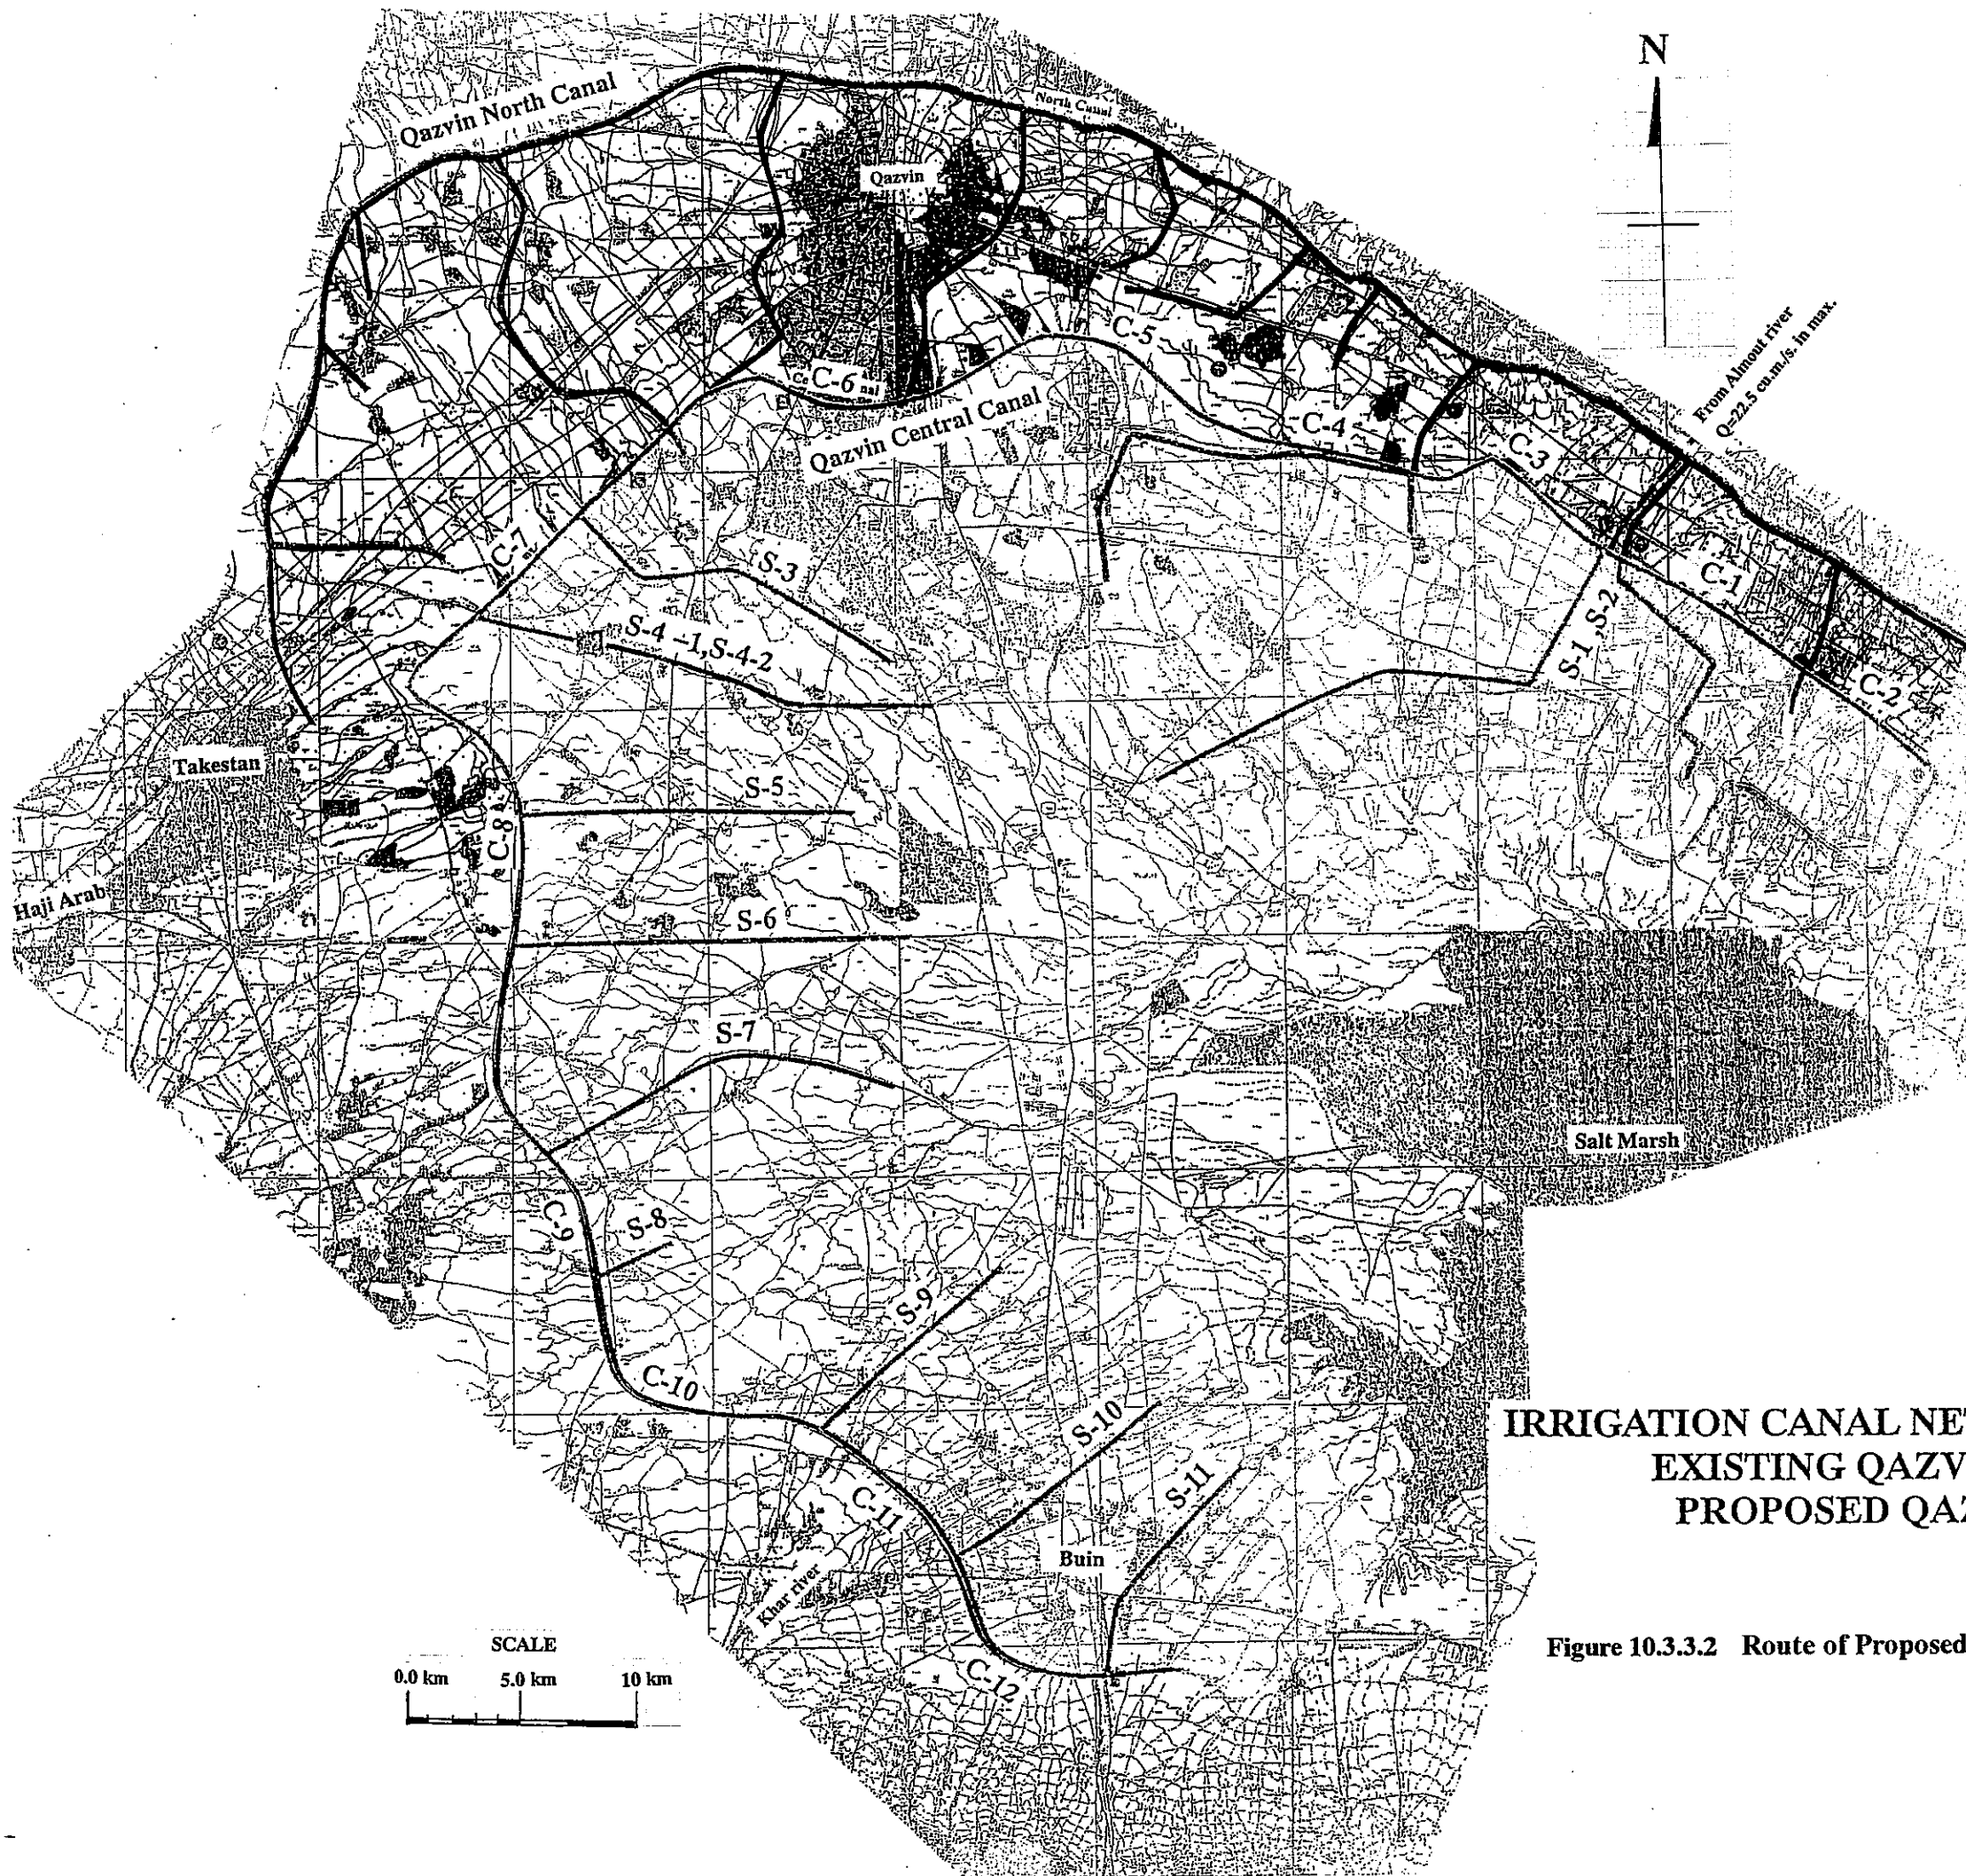 N
Qazvin North Canal
North Canal
Qazvin
From Almout river
Q=22.5 cu.m./s. in max.
C-5
C-6
Qazvin Central Canal
C-4
C-3
C-7
S-3
C-1
S-1 ,S-2
S-4 –1,S-4-2
C-2
Takestan
S-5
C-8
Haji Arab
S-6
S-7
Salt Marsh
C-9
S-8
S-9
C-10
IRRIGATION CANAL NE
EXISTING QAZV
PROPOSED QAZ
S-10
S-11
C-11
Buin
Khar river
SCALE
0.0 km 5.0 km 10 km
C-12
Figure 10.3.3.2 Route of Proposed